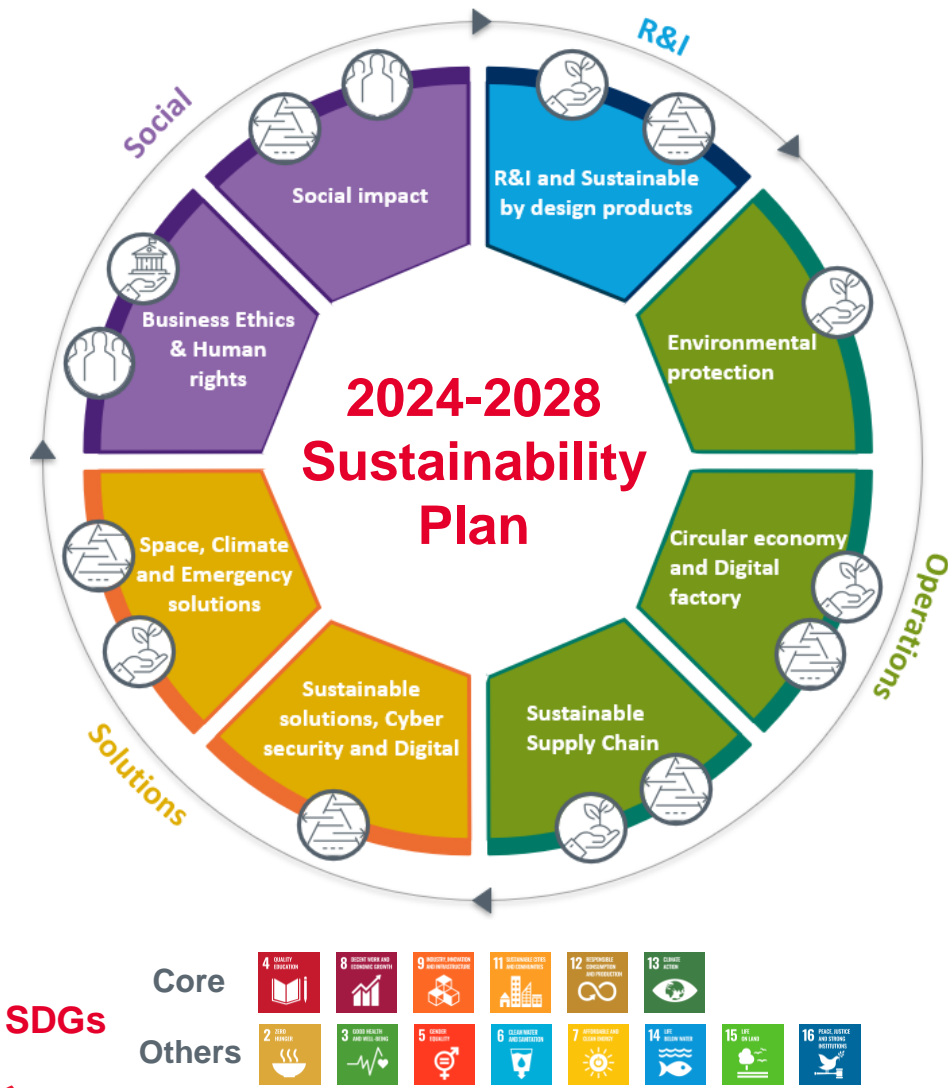 R&I
Social
Social impact
R&I and Sustainable
by design products
Business Ethics
& Human
rights
Environmental
protection
2024-2028
Sustainability
Plan
Space, Climate
and Emergency
solutions
Circular economy
and Digital
factory
Operations
Sustainable
solutions, Cyber
security and Digital
Sustainable
Supply Chain
Solutions
SDGs
Core
4 QUALITY
EDUCATION
8 DECENT WORK AND
ECONOMIC GROWTH
9 INDUSTRY, INNOVATION
AND INFRASTRUCTURE
11 SUSTAINABLE CITIES
AND COMMUNITIES
12 RESPONSIBLE
CONSUMPTION
AND PRODUCTION
13 CLIMATE
ACTION
Others
2 ZERO
HUNGER
3 GOOD HEALTH
AND WELL-BEING
5 GENDER
EQUALITY
6 CLEAN WATER
AND SANITATION
7 AFFORDABLE AND
CLEAN ENERGY
14 LIFE
BELOW WATER
15 LIFE
ON LAND
16 PEACE, JUSTICE
AND STRONG
INSTITUTIONS